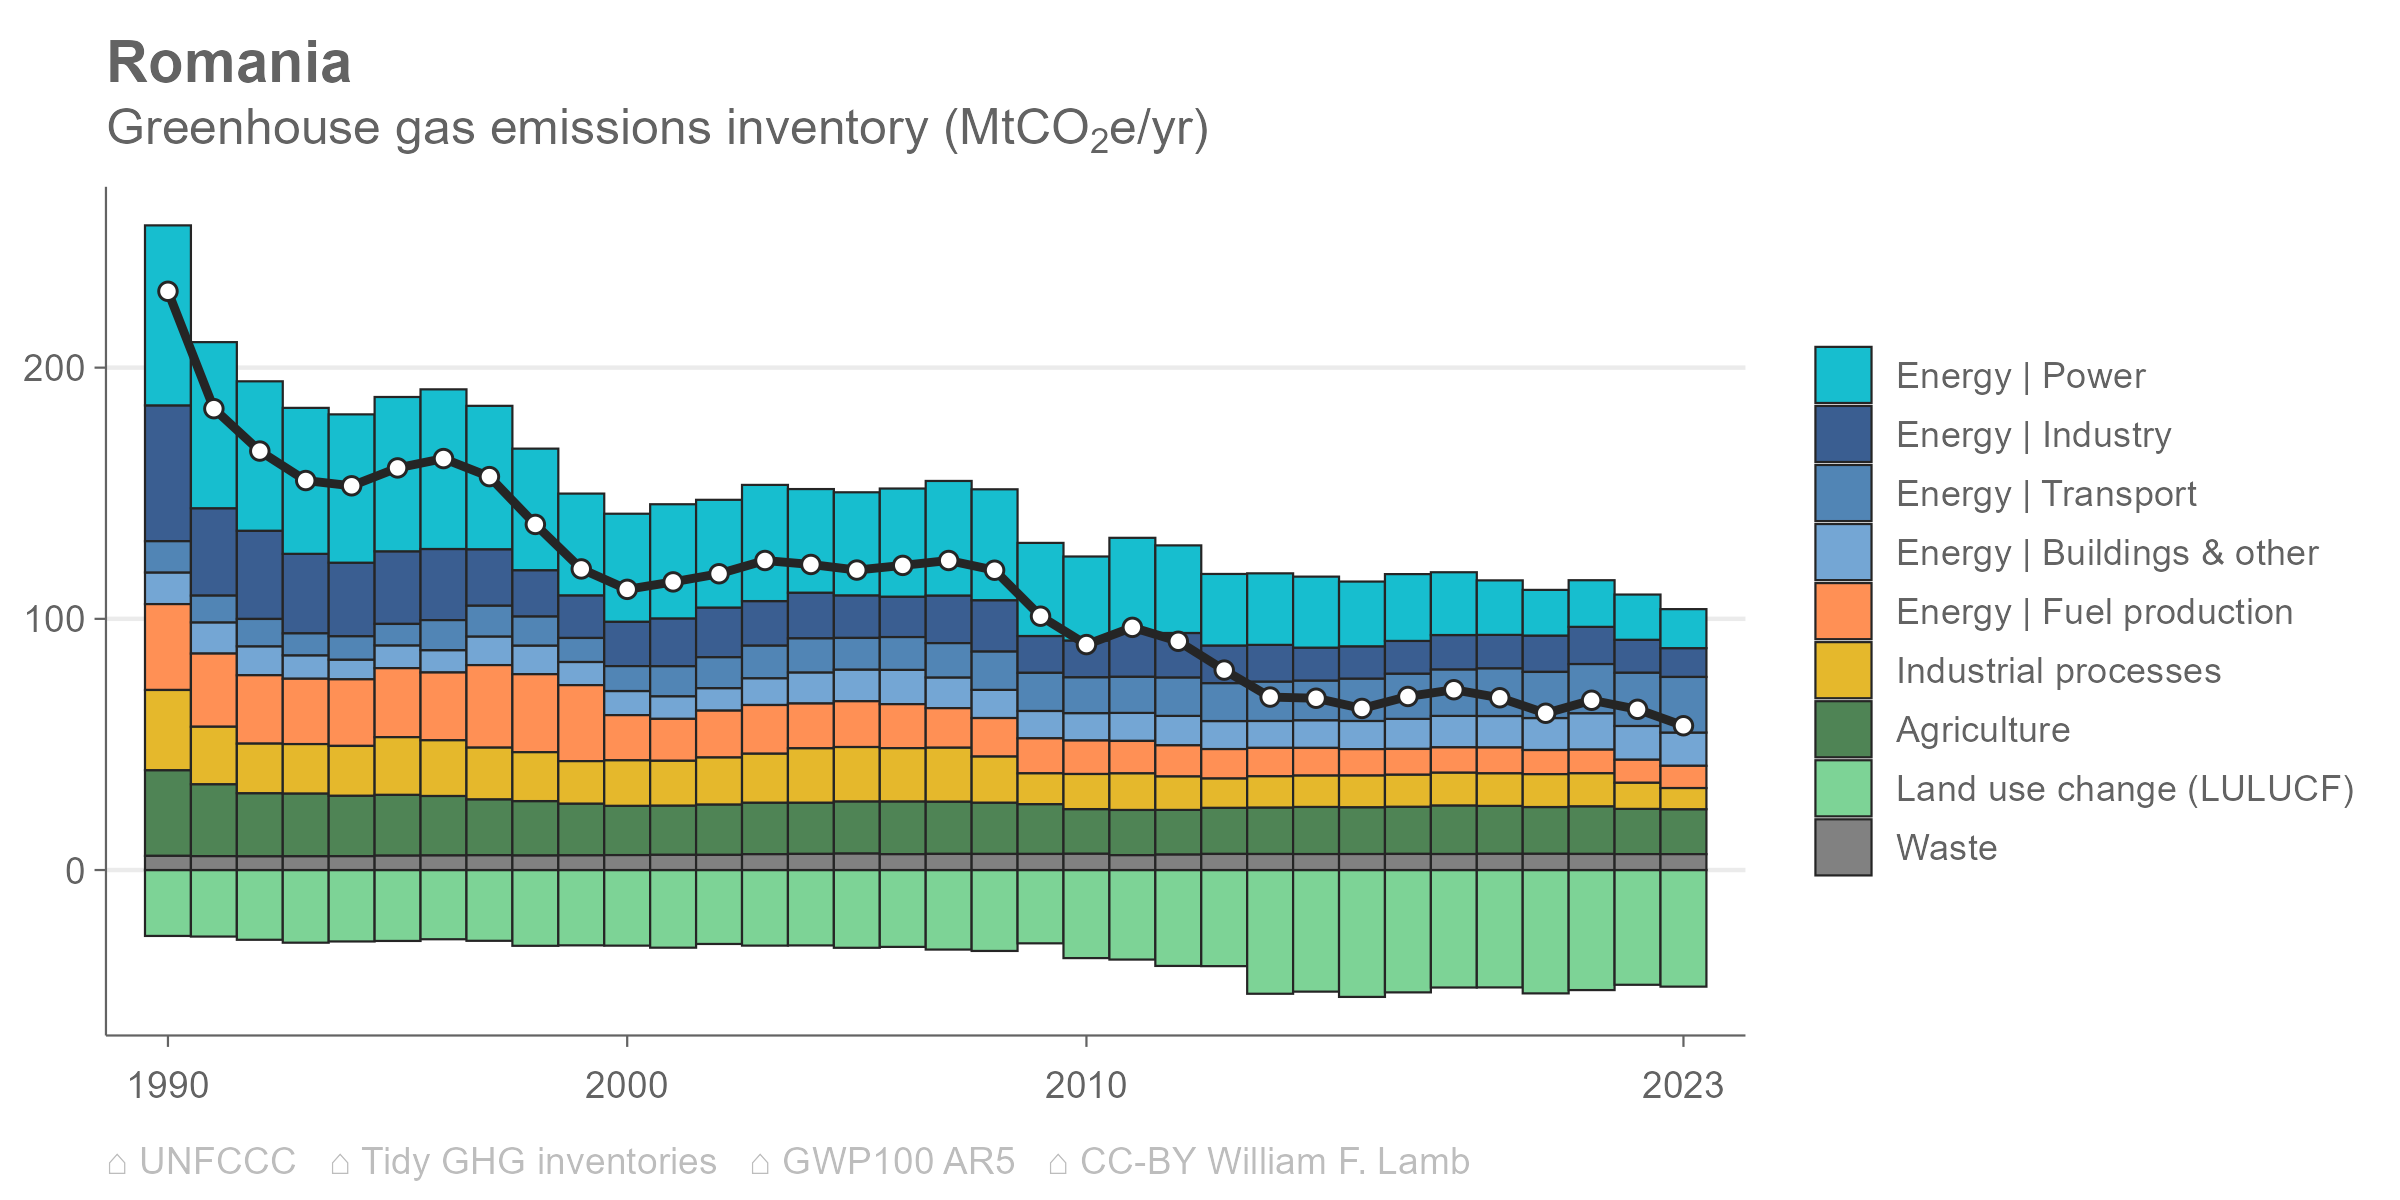 Romania
Greenhouse gas emissions inventory (MtCO₂e/yr)
200
100
0
1990
2000
2010
2023
Energy | Power
Energy | Industry
Energy | Transport
Energy | Buildings & other
Energy | Fuel production
Industrial processes
Agriculture
Land use change (LULUCF)
Waste
⌂ UNFCCC ⌂ Tidy GHG inventories ⌂ GWP100 AR5 ⌂ CC-BY William F. Lamb